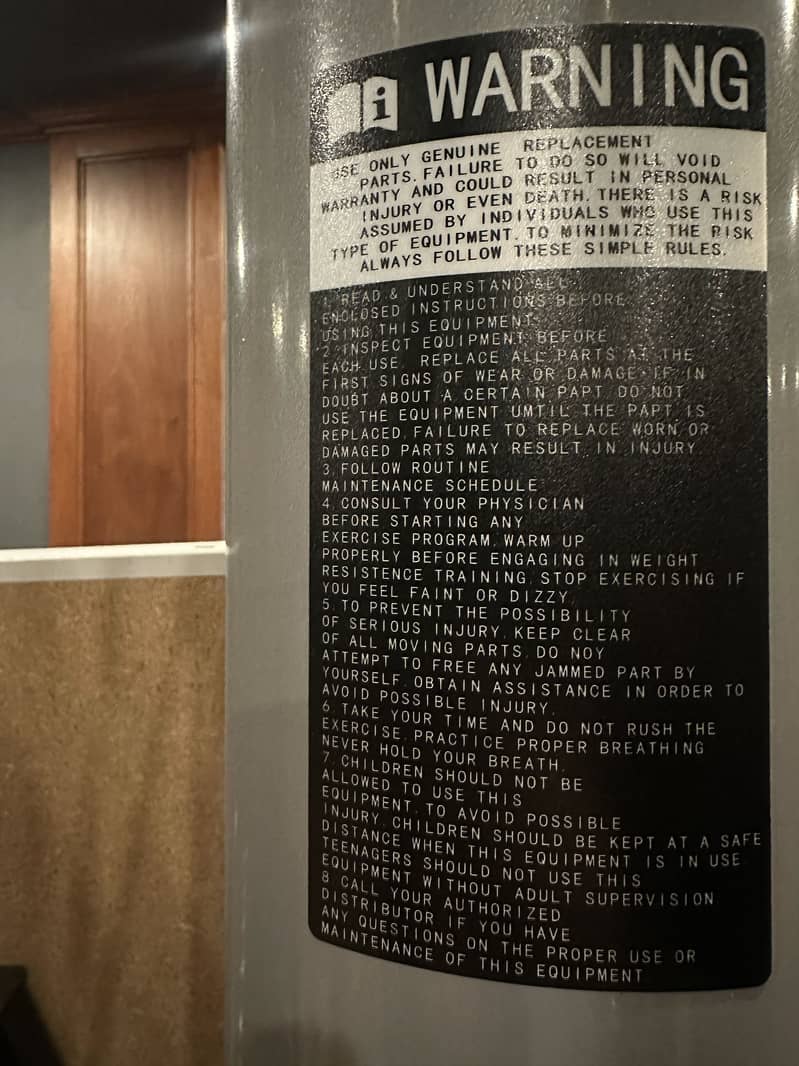 WARNING
USE ONLY GENUINE REPLACEMENT
PARTS. FAILURE TO DO SO WILL VOID
WARRANTY AND COULD RESULT IN PERSONAL
INJURY OR EVEN DEATH. THERE IS A RISK
ASSUMED BY INDIVIDUALS WHO USE THIS
TYPE OF EQUIPMENT. TO MINIMIZE THE RISK
ALWAYS FOLLOW THESE SIMPLE RULES.
1. READ & UNDERSTAND ALL
ENCLOSED INSTRUCTIONS BEFORE
USING THIS EQUIPMENT.
2. INSPECT EQUIPMENT BEFORE
EACH USE. REPLACE ALL PARTS AT THE
FIRST SIGNS OF WEAR OR DAMAGE. IF IN
DOUBT ABOUT A CERTAIN PAPT DO NOT
USE THE EQUIPMENT UMTIL THE PAPT IS
REPLACED. FAILURE TO REPLACE WORN OR
DAMAGED PARTS MAY RESULT IN INJURY.
3. FOLLOW ROUTINE
MAINTENANCE SCHEDULE
4. CONSULT YOUR PHYSICIAN
BEFORE STARTING ANY
EXERCISE PROGRAM. WARM UP
PROPERLY BEFORE ENGAGING IN WEIGHT
RESISTENCE TRAINING. STOP EXERCISING IF
YOU FEEL FAINT OR DIZZY.
5. TO PREVENT THE POSSIBILITY
OF SERIOUS INJURY. KEEP CLEAR
OF ALL MOVING PARTS. DO NOY
ATTEMPT TO FREE ANY JAMMED PART BY
YOURSELF. OBTAIN ASSISTANCE IN ORDER TO
AVOID POSSIBLE INJURY.
6. TAKE YOUR TIME AND DO NOT RUSH THE
EXERCISE. PRACTICE PROPER BREATHING
NEVER HOLD YOUR BREATH.
7. CHILDREN SHOULD NOT BE
ALLOWED TO USE THIS
EQUIPMENT. TO AVOID POSSIBLE
INJURY. CHILDREN SHOULD BE KEPT AT A SAFE
DISTANCE WHEN THIS EQUIPMENT IS IN USE.
TEENAGERS SHOULD NOT USE THIS
EQUIPMENT WITHOUT ADULT SUPERVISION
8. CALL YOUR AUTHORIZED
DISTRIBUTOR IF YOU HAVE
ANY QUESTIONS ON THE PROPER USE OR
MAINTENANCE OF THIS EQUIPMENT